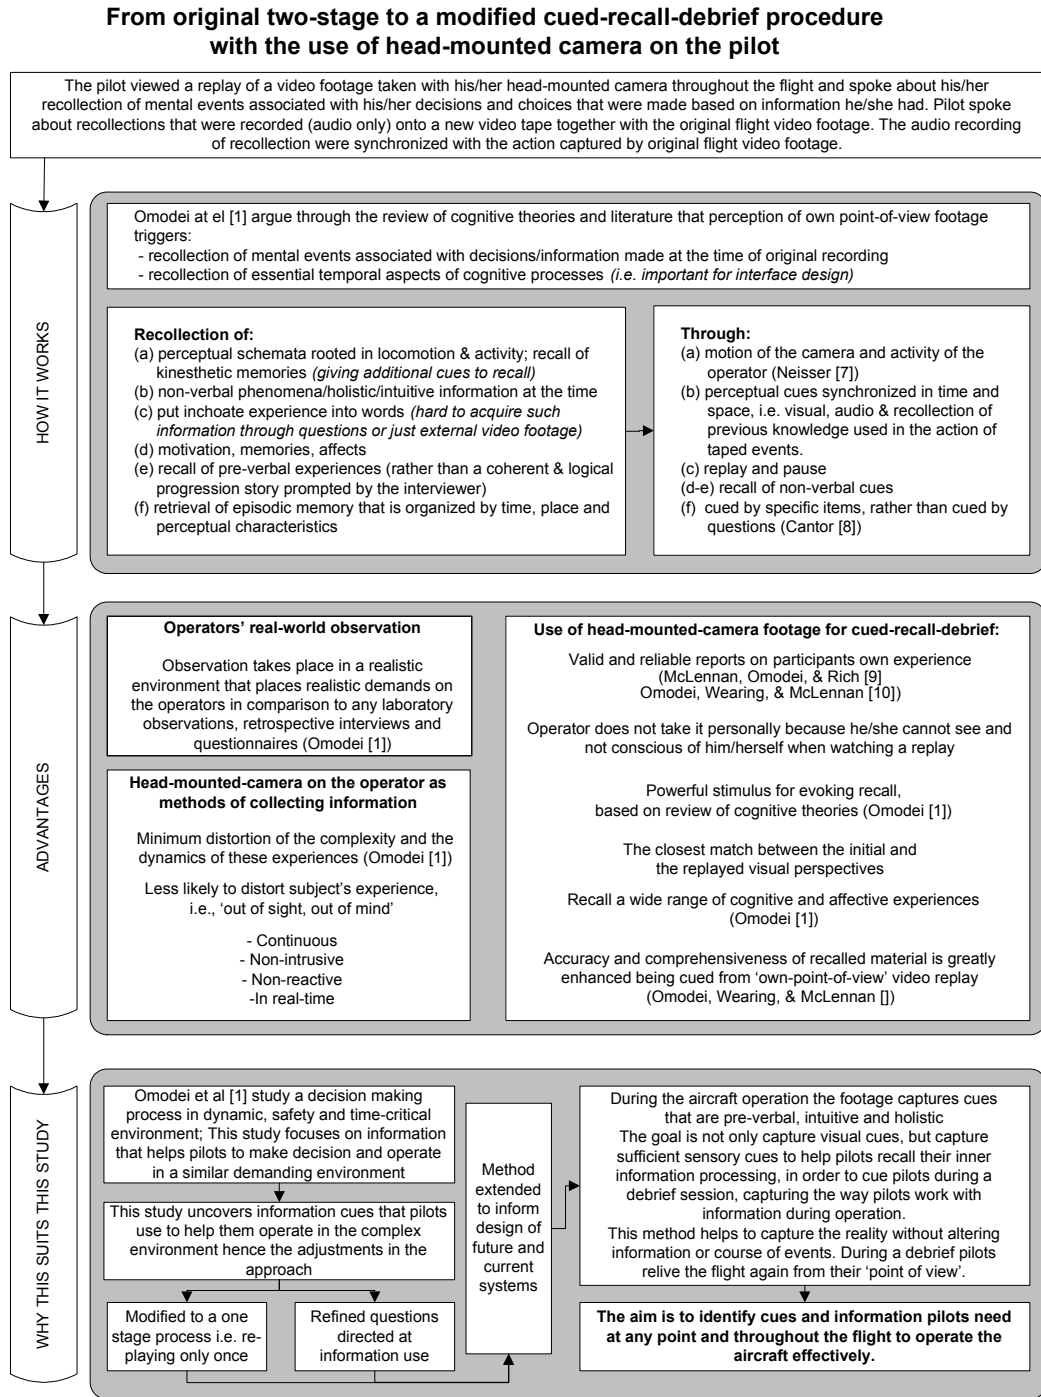 From original two-stage to a modified cued-recall-debrief procedure
with the use of head-mounted camera on the pilot
The pilot viewed a replay of a video footage taken with his/her head-mounted camera throughout the flight and spoke about his/her
recollection of mental events associated with his/her decisions and choices that were made based on information he/she had. Pilot spoke
about recollections that were recorded (audio only) onto a new video tape together with the original flight video footage. The audio recording
of recollection were synchronized with the action captured by original flight video footage.
HOW IT WORKS
Omodei at el [1] argue through the review of cognitive theories and literature that perception of own point-of-view footage
triggers:
- recollection of mental events associated with decisions/information made at the time of original recording
- recollection of essential temporal aspects of cognitive processes (i.e. important for interface design)
Recollection of:
(a) perceptual schemata rooted in locomotion & activity; recall of
kinesthetic memories (giving additional cues to recall)
(b) non-verbal phenomena/holistic/intuitive information at the time
(c) put inchoate experience into words (hard to acquire such
information through questions or just external video footage)
(d) motivation, memories, affects
(e) recall of pre-verbal experiences (rather than a coherent & logical
progression story prompted by the interviewer)
(f) retrieval of episodic memory that is organized by time, place and
perceptual characteristics
Through:
(a) motion of the camera and activity of the
operator (Neisser [7])
(b) perceptual cues synchronized in time and
space, i.e. visual, audio & recollection of
previous knowledge used in the action of
taped events.
(c) replay and pause
(d-e) recall of non-verbal cues
(f) cued by specific items, rather than cued by
questions (Cantor [8])
ADVANTAGES
Operators' real-world observation
Observation takes place in a realistic
environment that places realistic demands on
the operators in comparison to any laboratory
observations, retrospective interviews and
questionnaires (Omodei [1])
Head-mounted-camera on the operator as
methods of collecting information
Minimum distortion of the complexity and the
dynamics of these experiences (Omodei [1])
Less likely to distort subject's experience,
i.e., 'out of sight, out of mind'
- Continuous
- Non-intrusive
- Non-reactive
-In real-time
Use of head-mounted-camera footage for cued-recall-debrief:
Valid and reliable reports on participants own experience
(McLennan, Omodei, & Rich [9]
Omodei, Wearing, & McLennan [10])
Operator does not take it personally because he/she cannot see and
not conscious of him/herself when watching a replay
Powerful stimulus for evoking recall,
based on review of cognitive theories (Omodei [1])
The closest match between the initial and
the replayed visual perspectives
Recall a wide range of cognitive and affective experiences
(Omodei [1])
Accuracy and comprehensiveness of recalled material is greatly
enhanced being cued from 'own-point-of-view' video replay
(Omodei, Wearing, & McLennan [])
WHY THIS SUITS THIS STUDY
Omodei et al [1] study a decision making
process in dynamic, safety and time-critical
environment; This study focuses on information
that helps pilots to make decision and operate
in a similar demanding environment
This study uncovers information cues that pilots
use to help them operate in the complex
environment hence the adjustments in the
approach
Modified to a one
stage process i.e. re-
playing only once
Refined questions
directed at
information use
Method
extended to
inform
design of
future and
current
systems
During the aircraft operation the footage captures cues
that are pre-verbal, intuitive and holistic
The goal is not only capture visual cues, but capture
sufficient sensory cues to help pilots recall their inner
information processing, in order to cue pilots during a
debrief session, capturing the way pilots work with
information during operation.
This method helps to capture the reality without altering
information or course of events. During a debrief pilots
relive the flight again from their 'point of view'.
The aim is to identify cues and information pilots need
at any point and throughout the flight to operate the
aircraft effectively.